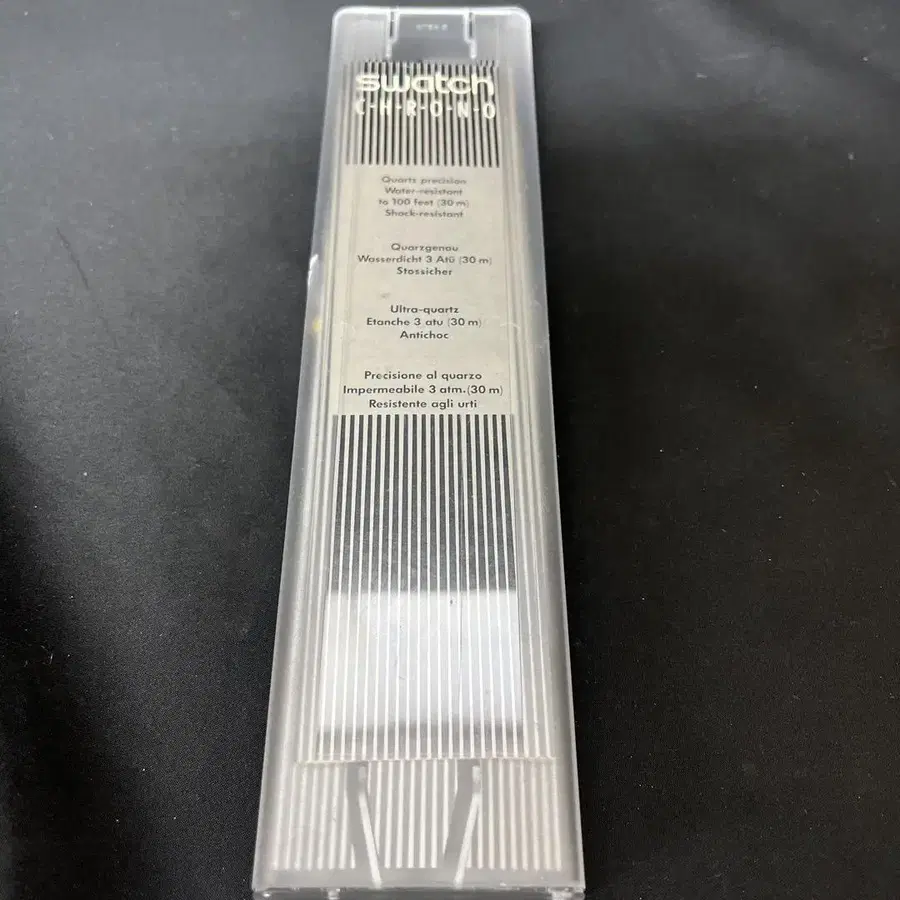 swatch
C·H·R·O·N·O
Quartz precision
Water-resistant
to 100 feet (30 m)
Shock-resistant
Quarzgenau
Wasserdicht 3 Atü (30 m)
Stossicher
Ultra-quartz
Etanche 3 atu (30 m)
Antichoc
Precisione al quarzo
Impermeabile 3 atm. (30 m)
Resistente agli urti